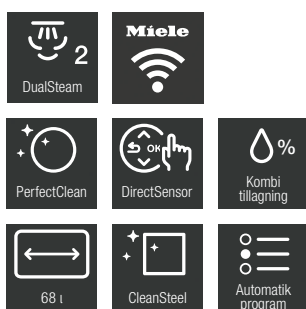 2
Miele
DualSteam
OK
%
PerfectClean
DirectSensor
Kombi
tillagning
68 l
CleanSteel
Automatik
program